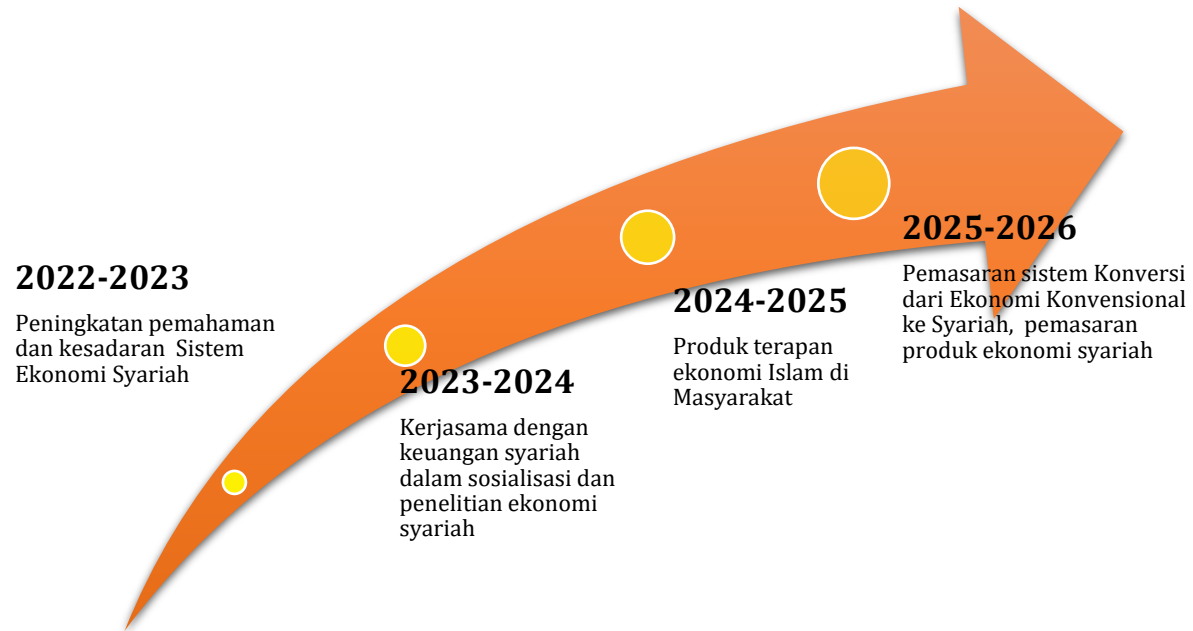 2022-2023
Peningkatan pemahaman
dan kesadaran Sistem
Ekonomi Syariah
2023-2024
Kerjasama dengan
keuangan syariah
dalam sosialisasi dan
penelitian ekonomi
syariah
2024-2025
Produk terapan
ekonomi Islam di
Masyarakat
2025-2026
Pemasaran sistem Konversi
dari Ekonomi Konvensional
ke Syariah, pemasaran
produk ekonomi syariah